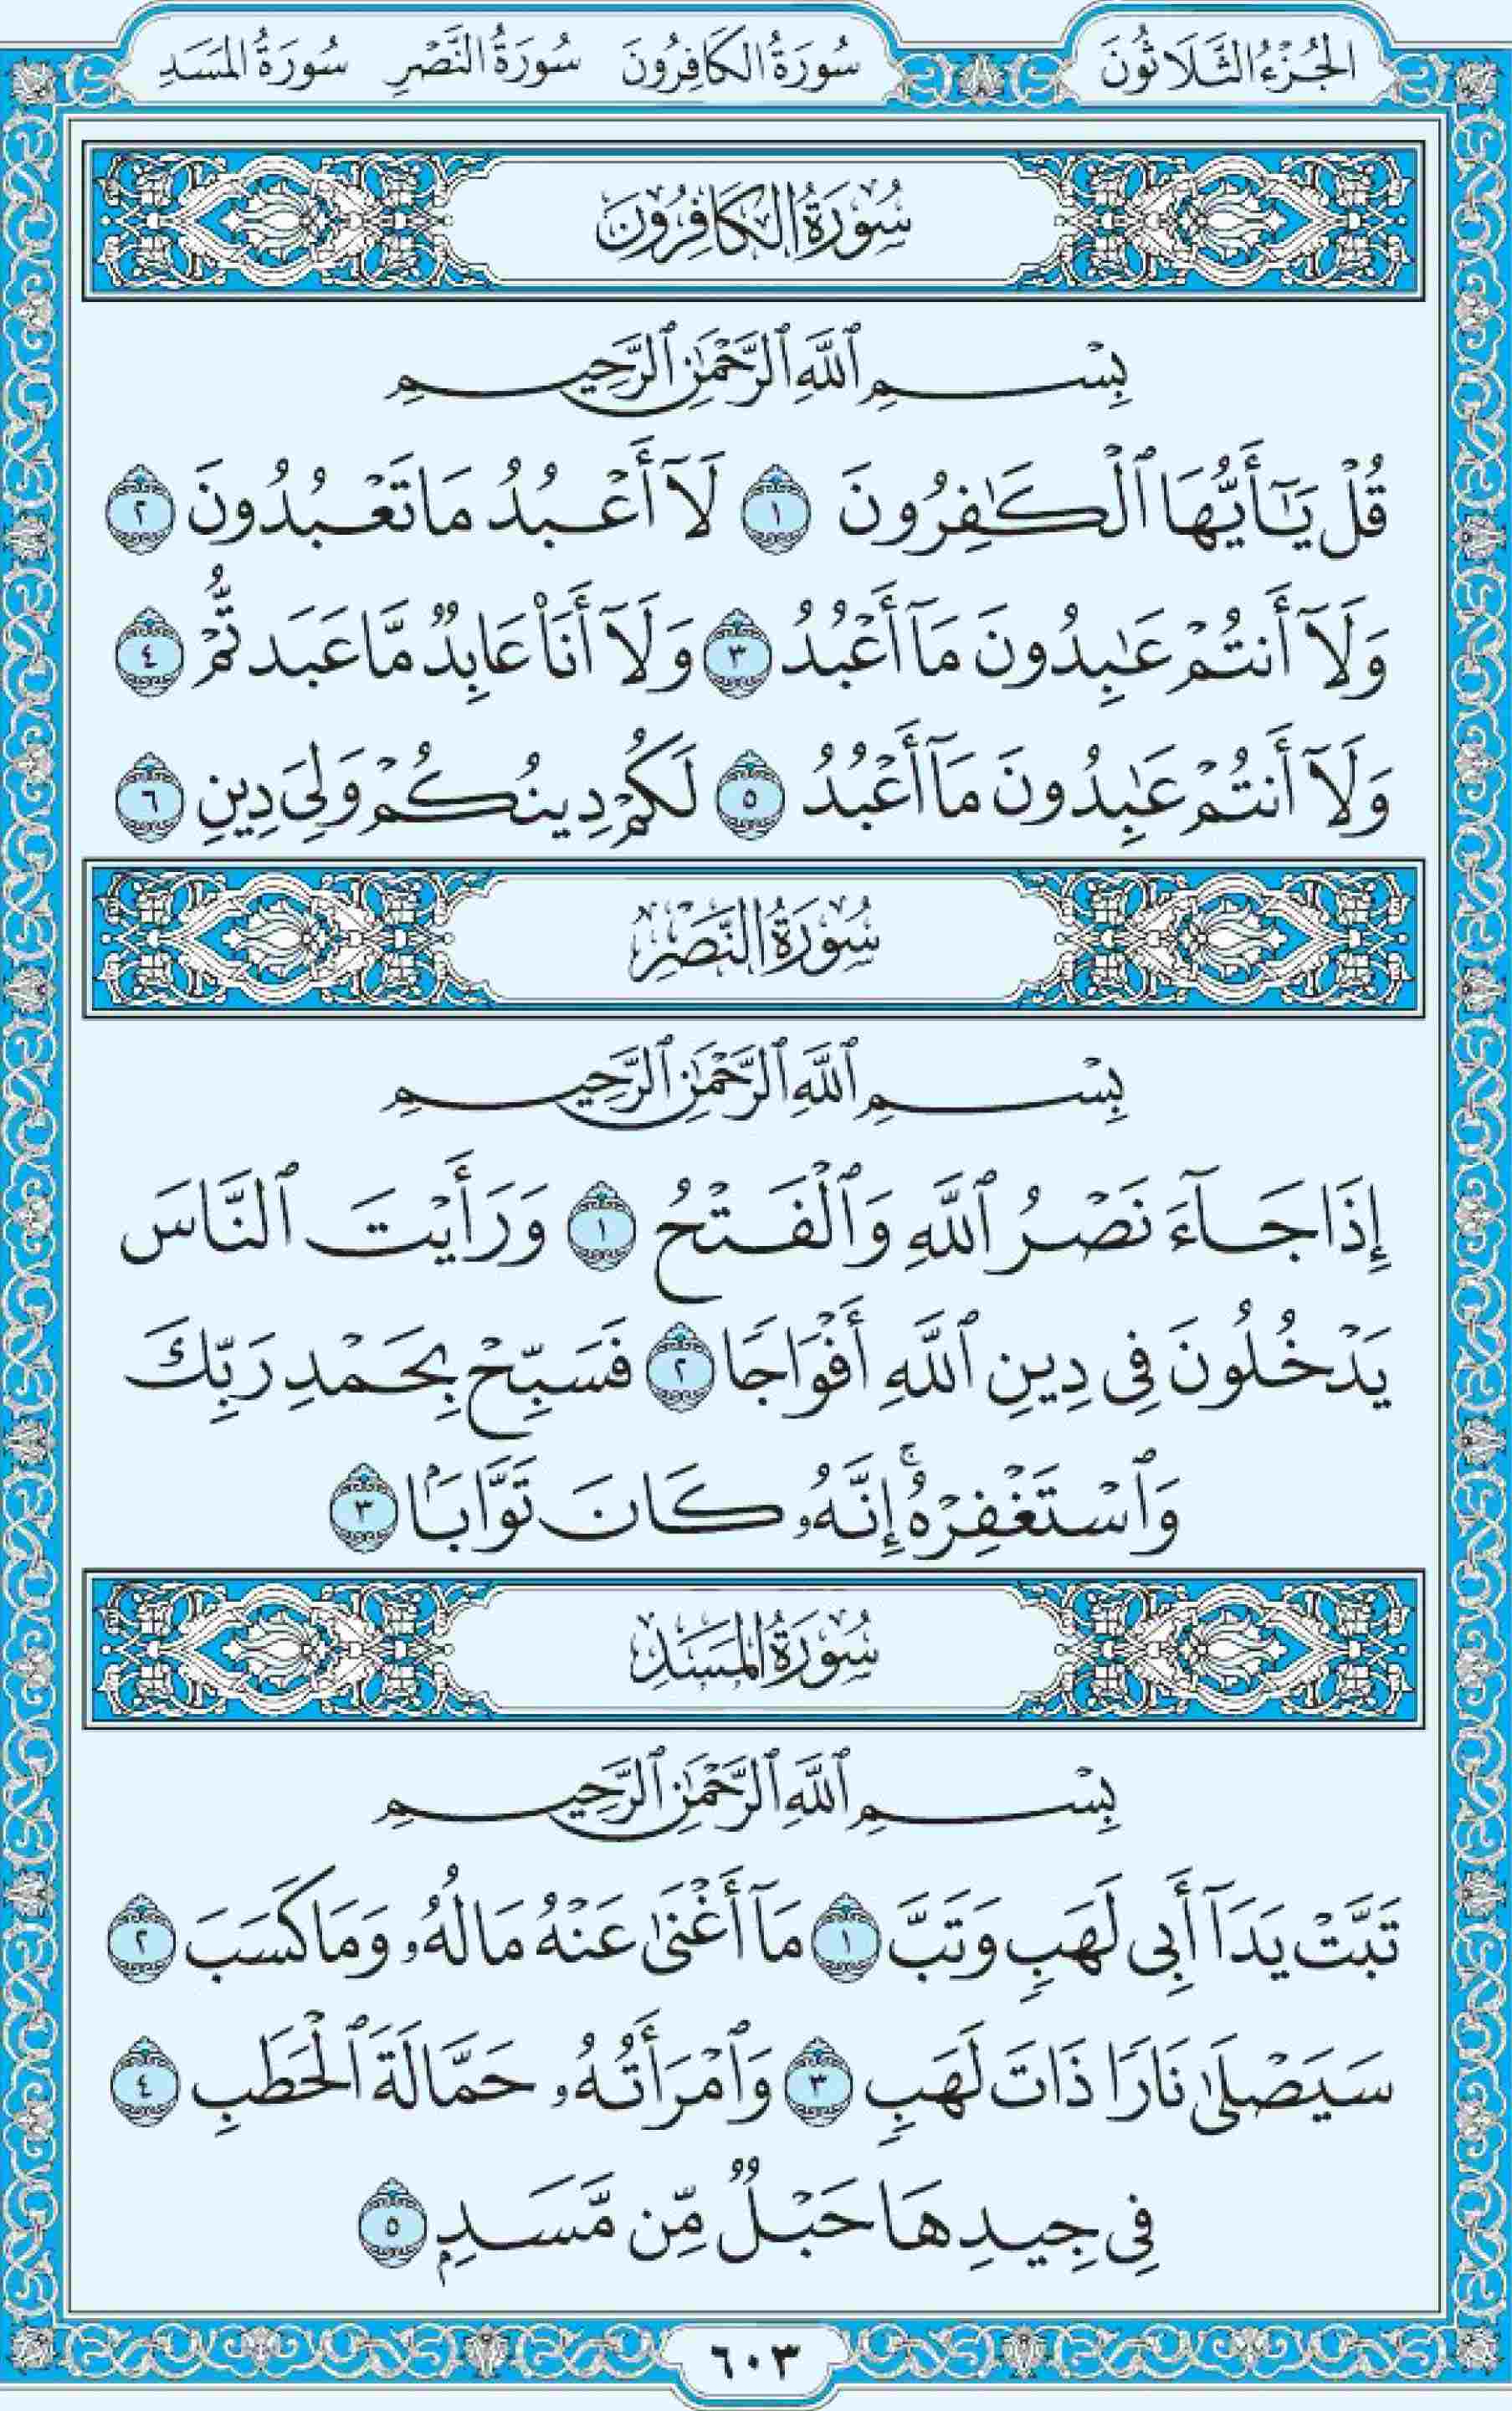 الجُزْءُ الثَّلَاثُونَ سُورَةُ الكَافِرُونَ سُورَةُ النَّصْرِ سُورَةُ المَسَدِ
سُورَةُ الكَافِرُونَ
بِسْمِ ٱللَّهِ ٱلرَّحْمَٰنِ ٱلرَّحِيمِ
قُلْ يَٰٓأَيُّهَا ٱلْكَٰفِرُونَ ١ لَآ أَعْبُدُ مَا تَعْبُدُونَ ٢
وَلَآ أَنتُمْ عَٰبِدُونَ مَآ أَعْبُدُ ٣ وَلَآ أَنَا۠ عَابِدٌ مَّا عَبَدتُّمْ ٤
وَلَآ أَنتُمْ عَٰبِدُونَ مَآ أَعْبُدُ ٥ لَكُمْ دِينُكُمْ وَلِىَ دِينِ ٦
سُورَةُ النَّصْرِ
بِسْمِ ٱللَّهِ ٱلرَّحْمَٰنِ ٱلرَّحِيمِ
إِذَا جَآءَ نَصْرُ ٱللَّهِ وَٱلْفَتْحُ ١ وَرَأَيْتَ ٱلنَّاسَ
يَدْخُلُونَ فِى دِينِ ٱللَّهِ أَفْوَاجًا ٢ فَسَبِّحْ بِحَمْدِ رَبِّكَ
وَٱسْتَغْفِرْهُ ۚ إِنَّهُۥ كَانَ تَوَّابَۢا ٣
سُورَةُ المَسَدِ
بِسْمِ ٱللَّهِ ٱلرَّحْمَٰنِ ٱلرَّحِيمِ
تَبَّتْ يَدَآ أَبِى لَهَبٍ وَتَبَّ ١ مَآ أَغْنَىٰ عَنْهُ مَالُهُۥ وَمَا كَسَبَ ٢
سَيَصْلَىٰ نَارًا ذَاتَ لَهَبٍ ٣ وَٱمْرَأَتُهُۥ حَمَّالَةَ ٱلْحَطَبِ ٤
فِى جِيدِهَا حَبْلٌ مِّن مَّسَدٍۭ ٥
٦٠٣